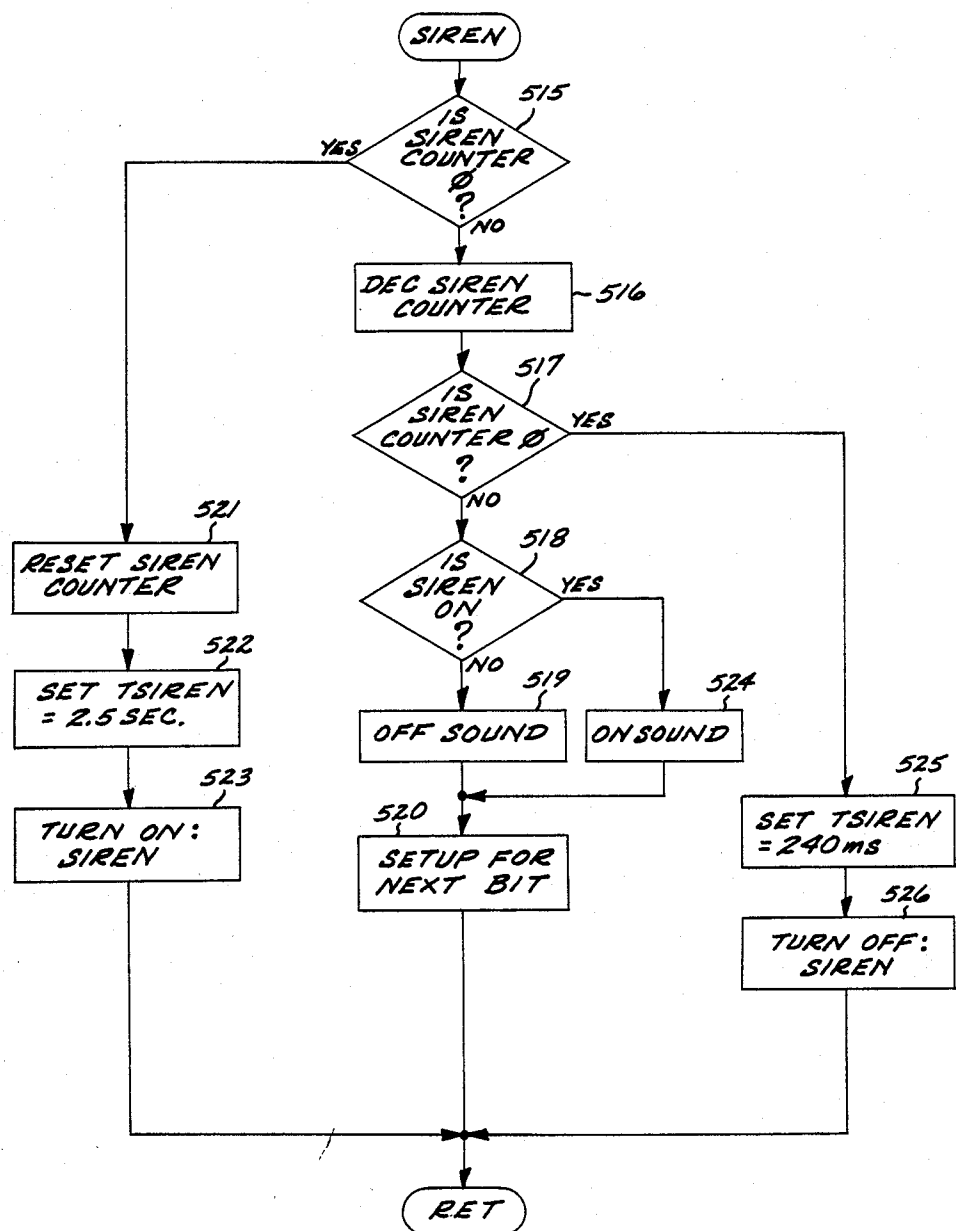 SIREN
515
IS
SIREN
COUNTER
Ø
?
YES
NO
DEC SIREN
COUNTER
516
517
IS
SIREN
COUNTER Ø
?
YES
NO
521
RESET SIREN
COUNTER
518
IS
SIREN
ON
?
YES
NO
522
SET TSIREN
= 2.5 SEC.
519
OFF SOUND
524
ON SOUND
523
TURN ON:
SIREN
520
SETUP FOR
NEXT BIT
525
SET TSIREN
= 240 ms
526
TURN OFF:
SIREN
RET